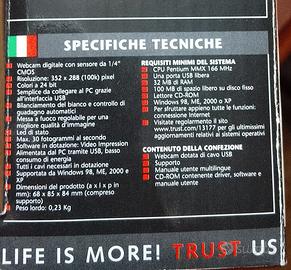 SPECIFICHE TECNICHE
Webcam digitale con sensore da 1/4"
CMOS
Risoluzione: 352 x 288 (100k) pixel
Colori a 24 bit
Semplice da collegare al PC grazie
all'interfaccia USB
Bilanciamento del bianco e controllo di
guadagno automatici
Messa a fuoco regolabile per una
migliore qualità d'immagine
Led di stato
Max. 30 fotogrammi al secondo
Software in dotazione: Video Impression
Alimentata dal PC tramite USB, basso
consumo di energia
Tutti i cavi necessari in dotazione
Supportata da Windows 98, ME, 2000 e
XP
Dimensioni del prodotto (a x l x p in
mm): 68 x 85 x 84 mm (compreso
supporto)
Peso lordo: 0,23 Kg
REQUISITI MINIMI DEL SISTEMA
CPU Pentium MMX 166 MHz
Una porta USB libera
32 MB di RAM
100 MB di spazio libero su disco fisso
Lettore CD-ROM
Windows 98, ME, 2000 o XP
Per sfruttare appieno tutte le funzioni:
connessione Internet
Visitate regolarmente il sito
www.trust.com/13177 per gli ultimissimi
aggiornamenti relativi ai sistemi operativi
CONTENUTO DELLA CONFEZIONE
Webcam dotata di cavo USB
Supporto
Manuale utente multilingue
CD-ROM contenente driver, software e
manuale utente
LIFE IS MORE! TRUST US